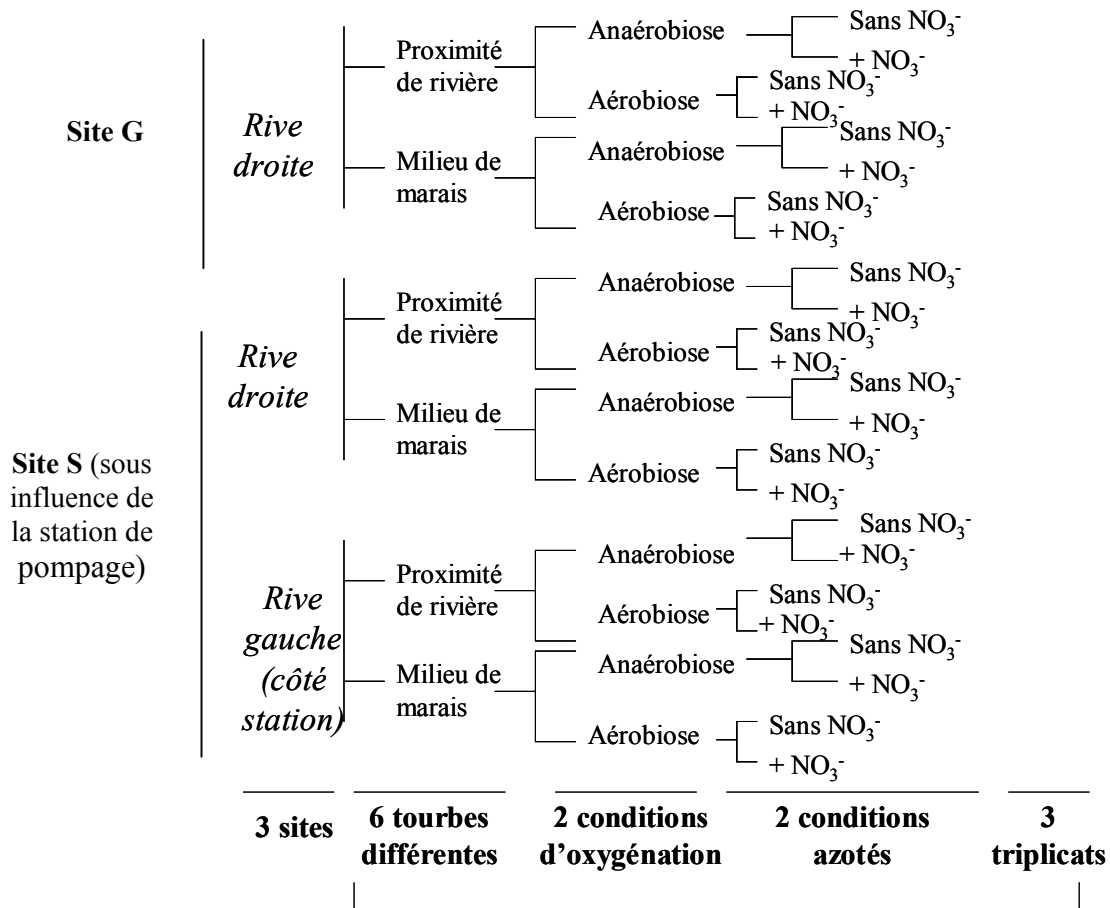 Site G
Rive
droite
Proximité
de rivière
Anaérobiose
Sans NO₃⁻
+ NO₃⁻
Aérobiose
Sans NO₃⁻
+ NO₃⁻
Milieu de
marais
Anaérobiose
Sans NO₃⁻
+ NO₃⁻
Aérobiose
Sans NO₃⁻
+ NO₃⁻
Site S (sous
influence de
la station de
pompage)
Rive
droite
Proximité
de rivière
Anaérobiose
Sans NO₃⁻
+ NO₃⁻
Aérobiose
Sans NO₃⁻
+ NO₃⁻
Milieu de
marais
Anaérobiose
Sans NO₃⁻
+ NO₃⁻
Aérobiose
Sans NO₃⁻
+ NO₃⁻
Rive
gauche
(côté
station)
Proximité
de rivière
Anaérobiose
Sans NO₃⁻
+ NO₃⁻
Aérobiose
Sans NO₃⁻
+ NO₃⁻
Milieu de
marais
Anaérobiose
Sans NO₃⁻
+ NO₃⁻
Aérobiose
Sans NO₃⁻
+ NO₃⁻
3 sites
6 tourbes
différentes
2 conditions
d'oxygénation
2 conditions
azotés
3
triplicats